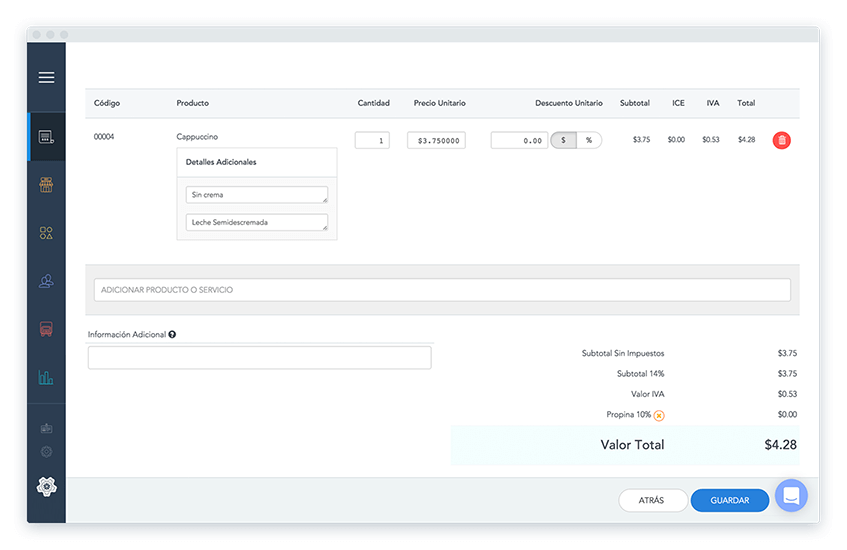 Código Producto Cantidad Precio Unitario Descuento Unitario Subtotal ICE IVA Total
00004 Cappuccino 1 $3.750000 0.00 $ % $3.75 $0.00 $0.53 $4.28
Detalles Adicionales
Sin crema
Leche Semidescremada
ADICIONAR PRODUCTO O SERVICIO
Información Adicional
Subtotal Sin Impuestos $3.75
Subtotal 14% $3.75
Valor IVA $0.53
Propina 10% $0.00
Valor Total $4.28
ATRÁS GUARDAR